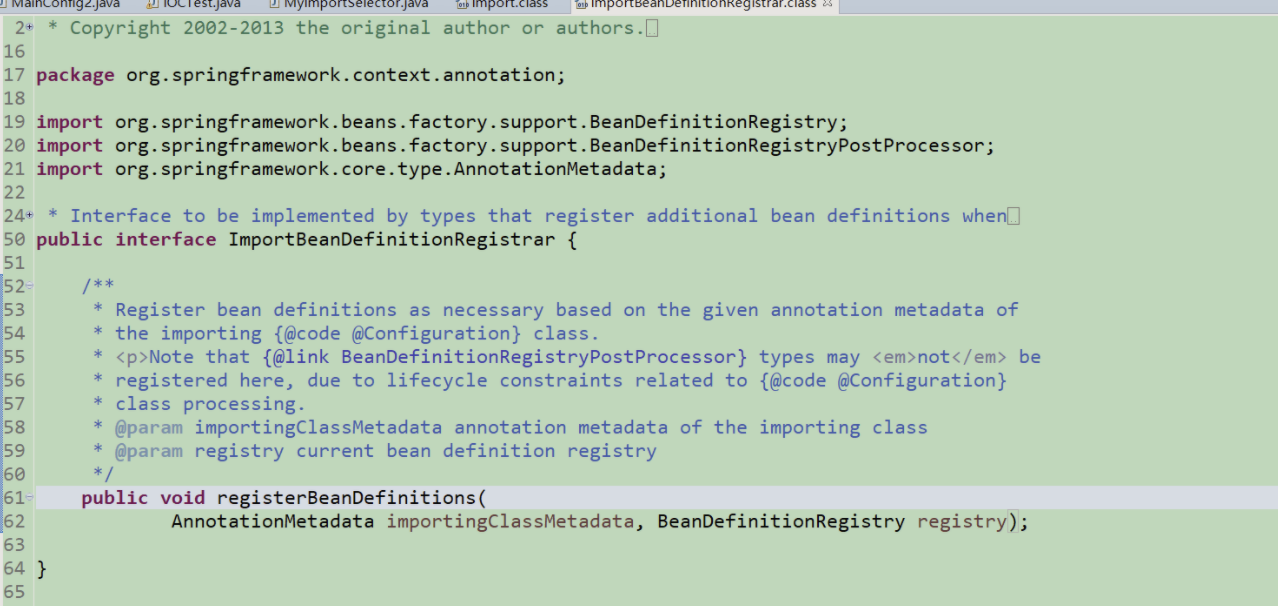 MainConfig2.java IOCTest.java MyImportSelector.java Import.class ImportBeanDefinitionRegistrar.class
2 * Copyright 2002-2013 the original author or authors.
16
17 package org.springframework.context.annotation;
18
19 import org.springframework.beans.factory.support.BeanDefinitionRegistry;
20 import org.springframework.beans.factory.support.BeanDefinitionRegistryPostProcessor;
21 import org.springframework.core.type.AnnotationMetadata;
22
24 * Interface to be implemented by types that register additional bean definitions when
50 public interface ImportBeanDefinitionRegistrar {
51
52 /**
53 * Register bean definitions as necessary based on the given annotation metadata of
54 * the importing {@code @Configuration} class.
55 * <p>Note that {@link BeanDefinitionRegistryPostProcessor} types may <em>not</em> be
56 * registered here, due to lifecycle constraints related to {@code @Configuration}
57 * class processing.
58 * @param importingClassMetadata annotation metadata of the importing class
59 * @param registry current bean definition registry
60 */
61 public void registerBeanDefinitions(
62 AnnotationMetadata importingClassMetadata, BeanDefinitionRegistry registry);
63
64 }
65